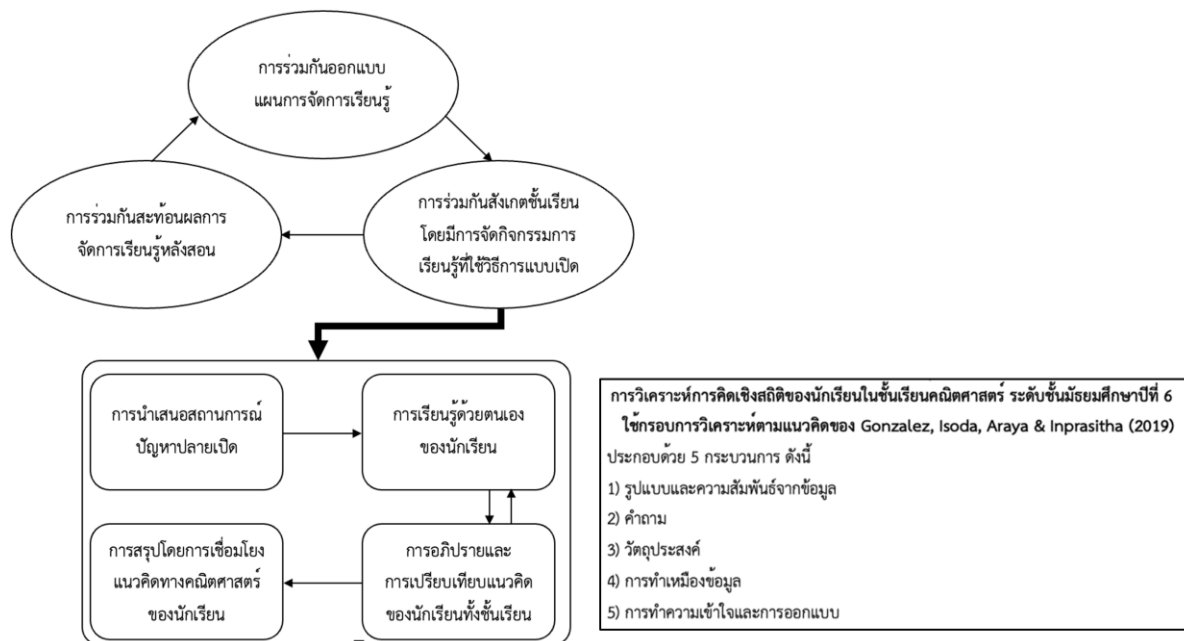 การร่วมกันออกแบบ
แผนการจัดการเรียนรู้
การร่วมกันสะท้อนผลการ
จัดการเรียนรู้หลังสอน
การร่วมกันสังเกตชั้นเรียน
โดยมีการจัดกิจกรรมการ
เรียนรู้ที่ใช้วิธีการแบบเปิด
การนำเสนอสถานการณ์
ปัญหาปลายเปิด
การเรียนรู้ด้วยตนเอง
ของนักเรียน
การสรุปโดยการเชื่อมโยง
แนวคิดทางคณิตศาสตร์
ของนักเรียน
การอภิปรายและ
การเปรียบเทียบแนวคิด
ของนักเรียนทั้งชั้นเรียน
การวิเคราะห์การคิดเชิงสถิติของนักเรียนในชั้นเรียนคณิตศาสตร์ ระดับชั้นมัธยมศึกษาปีที่ 6
ใช้กรอบการวิเคราะห์ตามแนวคิดของ Gonzalez, Isoda, Araya & Inprasitha (2019)
ประกอบด้วย 5 กระบวนการ ดังนี้
1) รูปแบบและความสัมพันธ์จากข้อมูล
2) คำถาม
3) วัตถุประสงค์
4) การทำเหมืองข้อมูล
5) การทำความเข้าใจและการออกแบบ